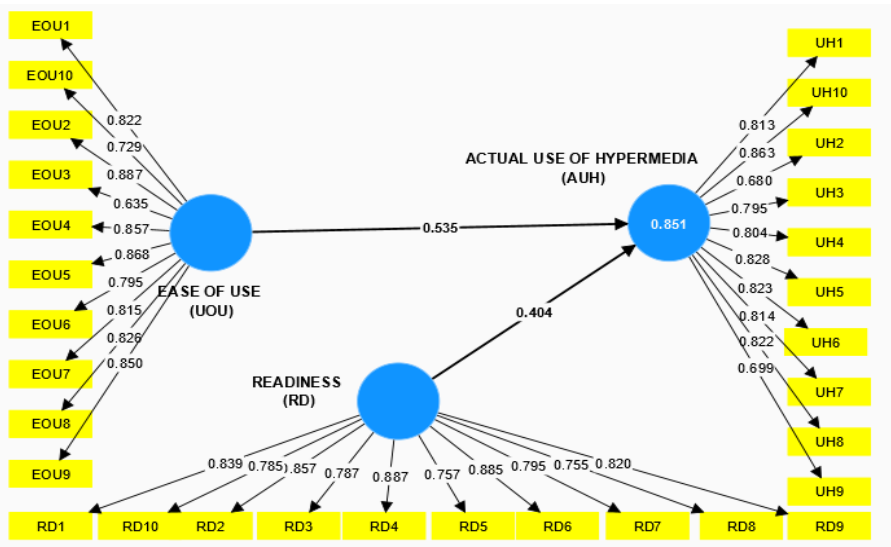 EOU1
EOU10
EOU2
EOU3
EOU4
EOU5
EOU6
EOU7
EOU8
EOU9
0.822
0.729
0.887
0.635
0.857
0.868
0.795
0.815
0.826
0.850
EASE OF USE
(UOU)
0.535
0.404
READINESS
(RD)
ACTUAL USE OF HYPERMEDIA
(AUH)
0.851
0.813
0.863
0.680
0.795
0.804
0.828
0.823
0.814
0.822
0.699
UH1
UH10
UH2
UH3
UH4
UH5
UH6
UH7
UH8
UH9
0.839 0.785 .857 0.787 0.887 0.757 0.885 0.795 0.755 0.820
RD1 RD10 RD2 RD3 RD4 RD5 RD6 RD7 RD8 RD9